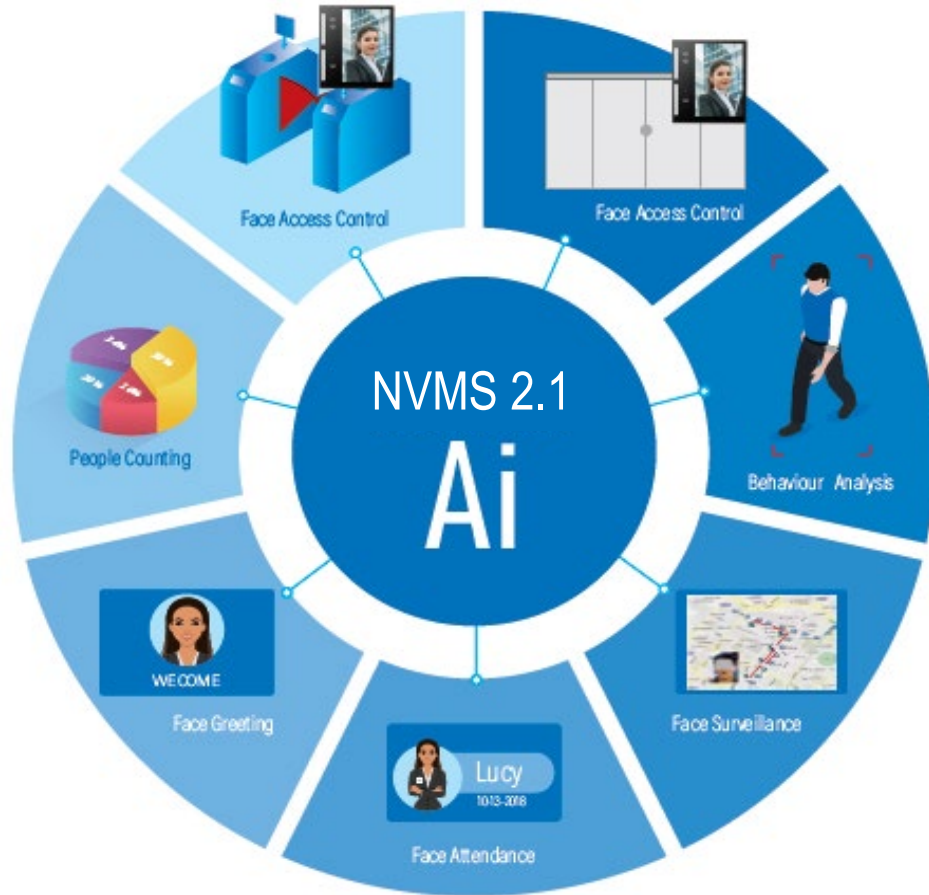 Face Access Control
Face Access Control
NVMS 2.1
Ai
People Counting
Behaviour Analysis
WECOME
Face Greeting
Face Surveillance
Lucy
10-13-2018
Face Attendance